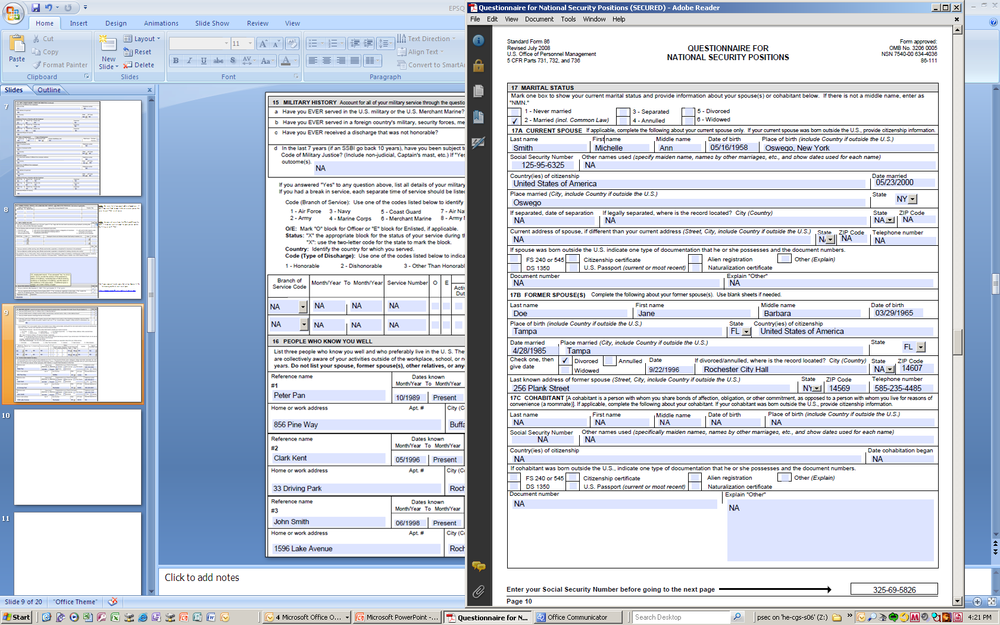 EPSQ
Home Insert Design Animations Slide Show Review View
Paste
Cut
Copy
Format Painter
Clipboard
New
Slide
Layout
Reset
Delete
Slides
11
B I U abc S AV Aa A
Font
Text Direction
Align Text
Convert to SmartAr
Paragraph
Slides Outline
7
8
9
10
11
15 MILITARY HISTORY Account for all of your military service through the questio
a Have you EVER served in the U.S. military or the U.S. Merchant Marine?
b Have you EVER served in a foreign country's military, security forces, me
c Have you EVER received a discharge that was not honorable?
d In the last 7 years (if an SSBI go back 10 years), have you been subject to
Code of Military Justice? (Include non-judicial, Captain's mast, etc.) If "Yes
outcome(s).
NA
If you answered "Yes" to any question above, list all details of your military
If you had a break in service, each separate time of service should be listed
Code (Branch of Service): Use one of the codes listed below to identify
1 - Air Force 3 - Navy 5 - Coast Guard 7 - Air Na
2 - Army 4 - Marine Corps 6 - Merchant Marine 8 - Army N
O/E: Mark "O" block for Officer or "E" block for Enlisted, if applicable.
Status: "X" the appropriate block for the status of your service during th
"X": use the two-letter code for the state to mark the block.
Country: Identify the country for which you served.
Code (Type of Discharge): Use one of the codes listed below to indica
1 - Honorable 2 - Dishonorable 3 - Other Than Honorabl
Branch of
Service Code
Month/Year To Month/Year Service Number O E
Activ
Dut
NA NA NA NA
NA NA NA NA
16 PEOPLE WHO KNOW YOU WELL
List three people who know you well and who preferably live in the U. S. The
are collectively aware of your activities outside of the workplace, school, or ne
years. Do not list your spouse, former spouse(s), other relatives, or anyo
Reference name
#1
Peter Pan
Dates known
Month/Year To Month/Year
10/1989 Present
Home or work address Apt. # City (C
856 Pine Way Buffa
Reference name
#2
Clark Kent
Dates known
Month/Year To Month/Year
05/1996 Present
Home or work address Apt. # City (C
33 Driving Park Roch
Reference name
#3
John Smith
Dates known
Month/Year To Month/Year
06/1998 Present
Home or work address Apt. # City (C
1596 Lake Avenue Roch
Click to add notes
Slide 9 of 20 "Office Theme"
Questionnaire for National Security Positions (SECURED) - Adobe Reader
File Edit View Document Tools Window Help
Standard Form 86
Revised July 2008
U.S. Office of Personnel Management
5 CFR Parts 731, 732, and 736
QUESTIONNAIRE FOR
NATIONAL SECURITY POSITIONS
Form approved:
OMB No. 3206 0005
NSN 7540-00 634-4036
86-111
17 MARITAL STATUS
Mark one box to show your current marital status and provide information about your spouse(s) or cohabitant below. If there is not a middle name, enter as
"NMN."
1 - Never married 3 - Separated 5 - Divorced
✓ 2 - Married (incl. Common Law) 4 - Annulled 6 - Widowed
17A CURRENT SPOUSE If applicable, complete the following about your current spouse only. If your current spouse was born outside the U.S., provide citizenship information.
Last name First name Middle name Date of birth Place of birth (include Country if outside the U.S.)
Smith Michelle Ann 05/16/1958 Oswego, New York
Social Security Number Other names used (specify maiden name, names by other marriages, etc., and show dates used for each name)
125-95-6325 NA
Country(ies) of citizenship Date married
United States of America 05/23/2000
Place married (City, include Country if outside the U.S.) State
Oswego NY
If separated, date of separation If legally separated, where is the record located? City (Country) State ZIP Code
NA NA NA NA
Current address of spouse, if different than your current address (Street, City, include Country if outside the U.S.) State ZIP Code Telephone number
NA NA NA NA
If spouse was born outside the U.S. indicate one type of documentation that he or she possesses and the document numbers.
FS 240 or 545 Citizenship certificate Alien registration Other (Explain)
DS 1350 U.S. Passport (current or most recent) Naturalization certificate
Document number Explain "Other"
NA NA
17B FORMER SPOUSE(S) Complete the following about your former spouse(s). Use blank sheets if needed.
Last name First name Middle name Date of birth
Doe Jane Barbara 03/29/1965
Place of birth (include Country if outside the U.S.) State Country(ies) of citizenship
Tampa FL United States of America
Date married Place married (City, include Country if outside the U.S.) State
4/28/1985 Tampa FL
Check one, then
give date
✓ Divorced Annulled Date If divorced/annulled, where is the record located? City (Country) State ZIP Code
Widowed 9/22/1996 Rochester City Hall NA 14607
Last known address of former spouse (Street, City, include Country if outside the U.S.) State ZIP Code Telephone number
256 Plank Street NY 14569 585-235-4485
17C COHABITANT [A cohabitant is a person with whom you share bonds of affection, obligation, or other commitment, as opposed to a person with whom you live for reasons of
convenience (a roommate)]. If applicable, complete the following about your cohabitant. If your cohabitant was born outside the U.S., provide citizenship information.
Last name First name Middle name Date of birth Place of birth (include Country if outside the U.S.)
NA NA NA NA NA
Social Security Number Other names used (specifically maiden names, names by other marriages, etc., and show dates used for each name)
NA NA
Country(ies) of citizenship Date cohabitation began
NA NA
If cohabitant was born outside the U.S., indicate one type of documentation that he or she possesses and the document numbers.
FS 240 or 545 Citizenship certificate Alien registration Other (Explain)
DS 1350 U.S. Passport (current or most recent) Naturalization certificate
Document number Explain "Other"
NA NA
Enter your Social Security Number before going to the next page
325-69-5826
Page 10
Start 4 Microsoft Office O... Microsoft PowerPoint -... Questionnaire for N... Office Communicator Search Desktop psec on 'he-cgs-s06' (Z:) 4:21 PM